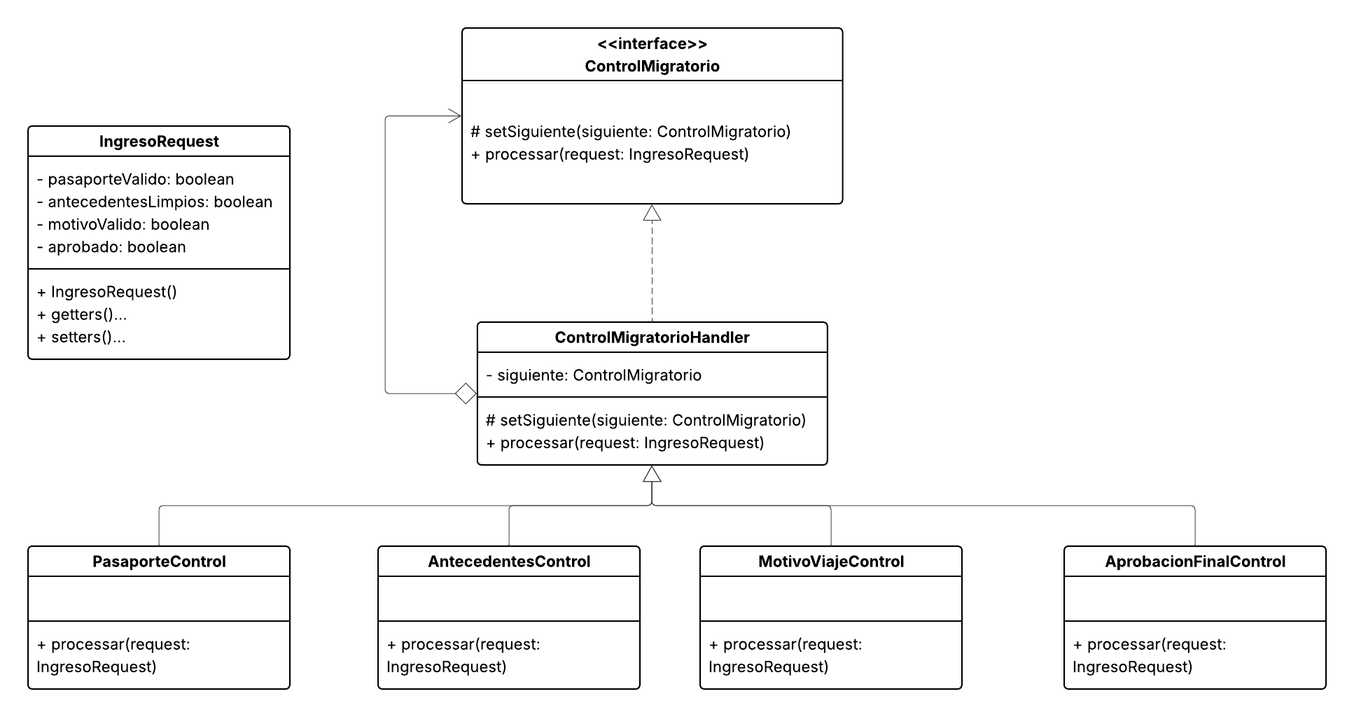 <<interface>>
ControlMigratorio
# setSiguiente(siguiente: ControlMigratorio)
+ processar(request: IngresoRequest)
IngresoRequest
- pasaporteValido: boolean
- antecedentesLimpios: boolean
- motivoValido: boolean
- aprobado: boolean
+ IngresoRequest()
+ getters()...
+ setters()...
ControlMigratorioHandler
- siguiente: ControlMigratorio
# setSiguiente(siguiente: ControlMigratorio)
+ processar(request: IngresoRequest)
PasaporteControl
+ processar(request:
IngresoRequest)
AntecedentesControl
+ processar(request:
IngresoRequest)
MotivoViajeControl
+ processar(request:
IngresoRequest)
AprobacionFinalControl
+ processar(request:
IngresoRequest)